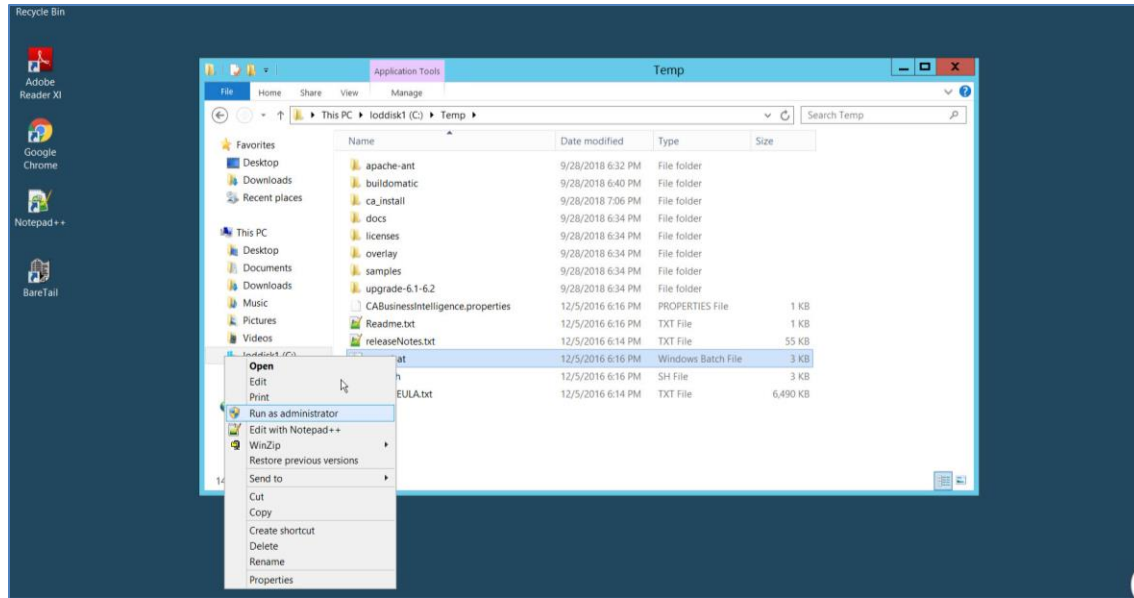 Recycle Bin
Adobe
Reader XI
Google
Chrome
Notepad++
BareTail
Application Tools
Temp
File Home Share View Manage
This PC loddisk1 (C:) Temp
Search Temp
Favorites
Desktop
Downloads
Recent places
This PC
Desktop
Documents
Downloads
Music
Pictures
Videos
loddisk1 (C:)
Name Date modified Type Size
apache-ant 9/28/2018 6:32 PM File folder
buildomatic 9/28/2018 6:40 PM File folder
ca_install 9/28/2018 7:06 PM File folder
docs 9/28/2018 6:34 PM File folder
licenses 9/28/2018 6:34 PM File folder
overlay 9/28/2018 6:34 PM File folder
samples 9/28/2018 6:34 PM File folder
upgrade-6.1-6.2 9/28/2018 6:34 PM File folder
CABusinessIntelligence.properties 12/5/2016 6:16 PM PROPERTIES File 1 KB
Readme.txt 12/5/2016 6:16 PM TXT File 1 KB
releaseNotes.txt 12/5/2016 6:14 PM TXT File 55 KB
at 12/5/2016 6:16 PM Windows Batch File 3 KB
h 12/5/2016 6:16 PM SH File 3 KB
EULA.txt 12/5/2016 6:14 PM TXT File 6,490 KB
14
Open
Edit
Print
Run as administrator
Edit with Notepad++
WinZip
Restore previous versions
Send to
Cut
Copy
Create shortcut
Delete
Rename
Properties